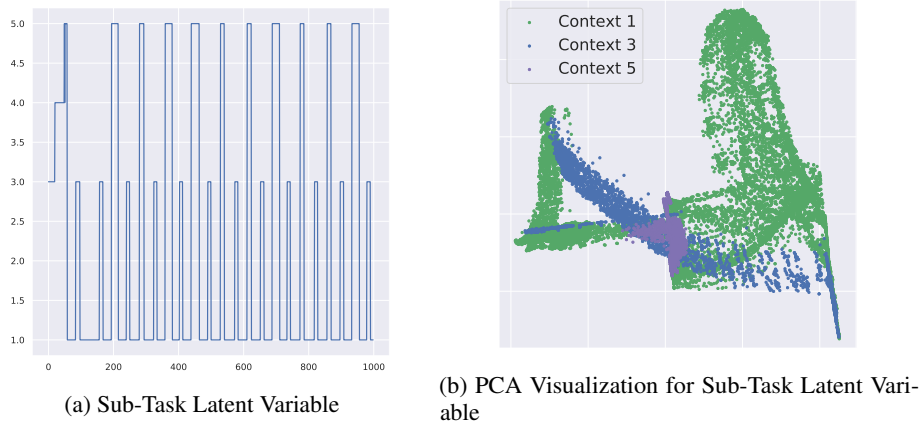 5.0
4.5
4.0
3.5
3.0
2.5
2.0
1.5
1.0
0
200
400
600
800
1000
(a) Sub-Task Latent Variable
Context 1
Context 3
Context 5
(b) PCA Visualization for Sub-Task Latent Vari-
able